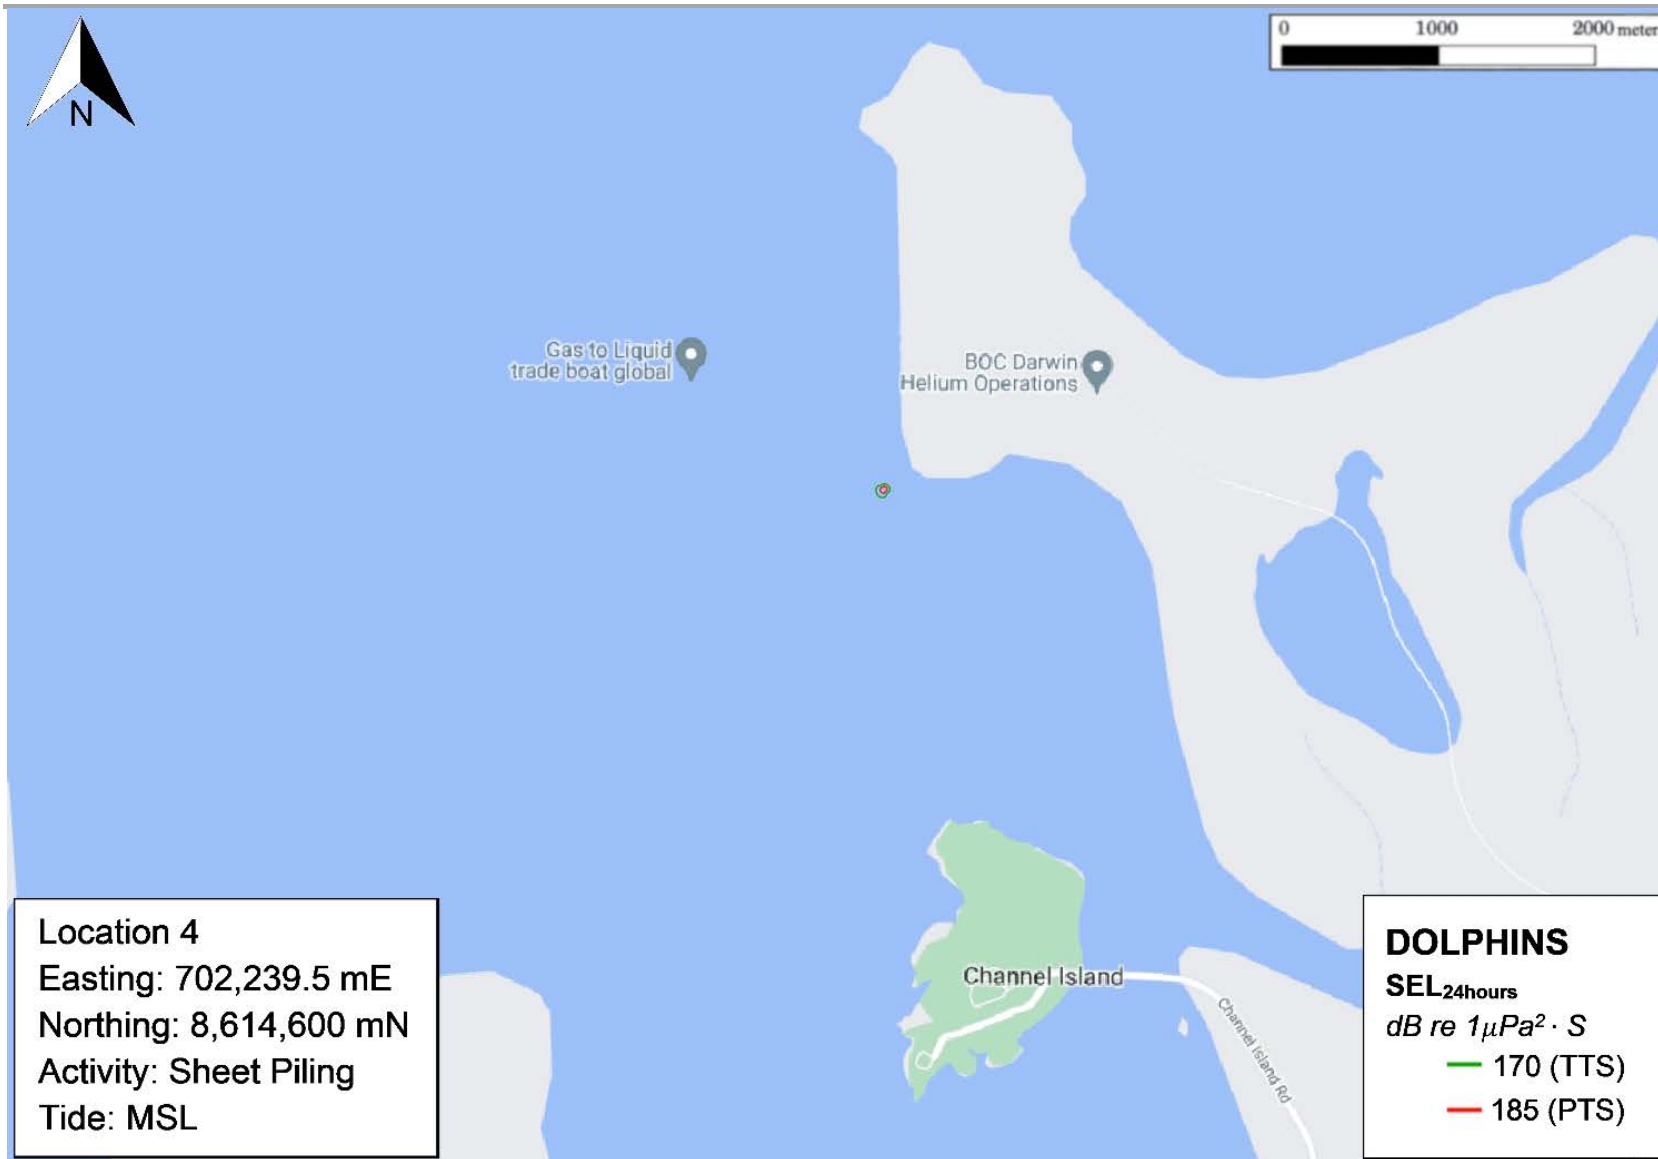 N
0 1000 2000 meter
Gas to Liquid
trade boat global
BOC Darwin
Helium Operations
Channel Island
Channel Island Rd
Location 4
Easting: 702,239.5 mE
Northing: 8,614,600 mN
Activity: Sheet Piling
Tide: MSL
DOLPHINS
SEL24hours
dB re 1μPa² · S
170 (TTS)
185 (PTS)